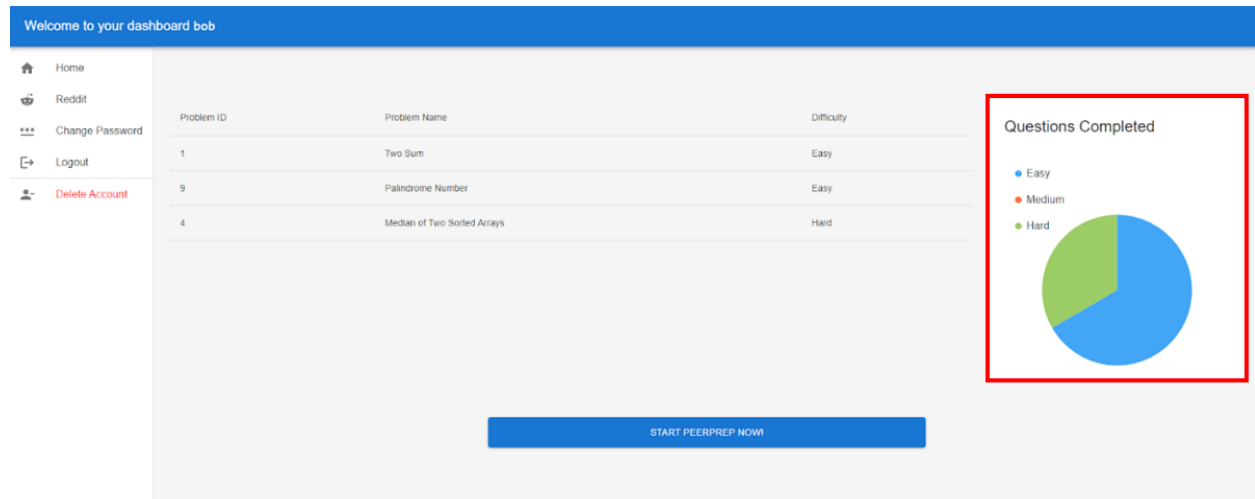 Welcome to your dashboard bob
Home
Reddit
Change Password
Logout
Delete Account
Problem ID Problem Name Difficulty
1 Two Sum Easy
9 Palindrome Number Easy
4 Median of Two Sorted Arrays Hard
Questions Completed
Easy
Medium
Hard
START PEERPREP NOW!